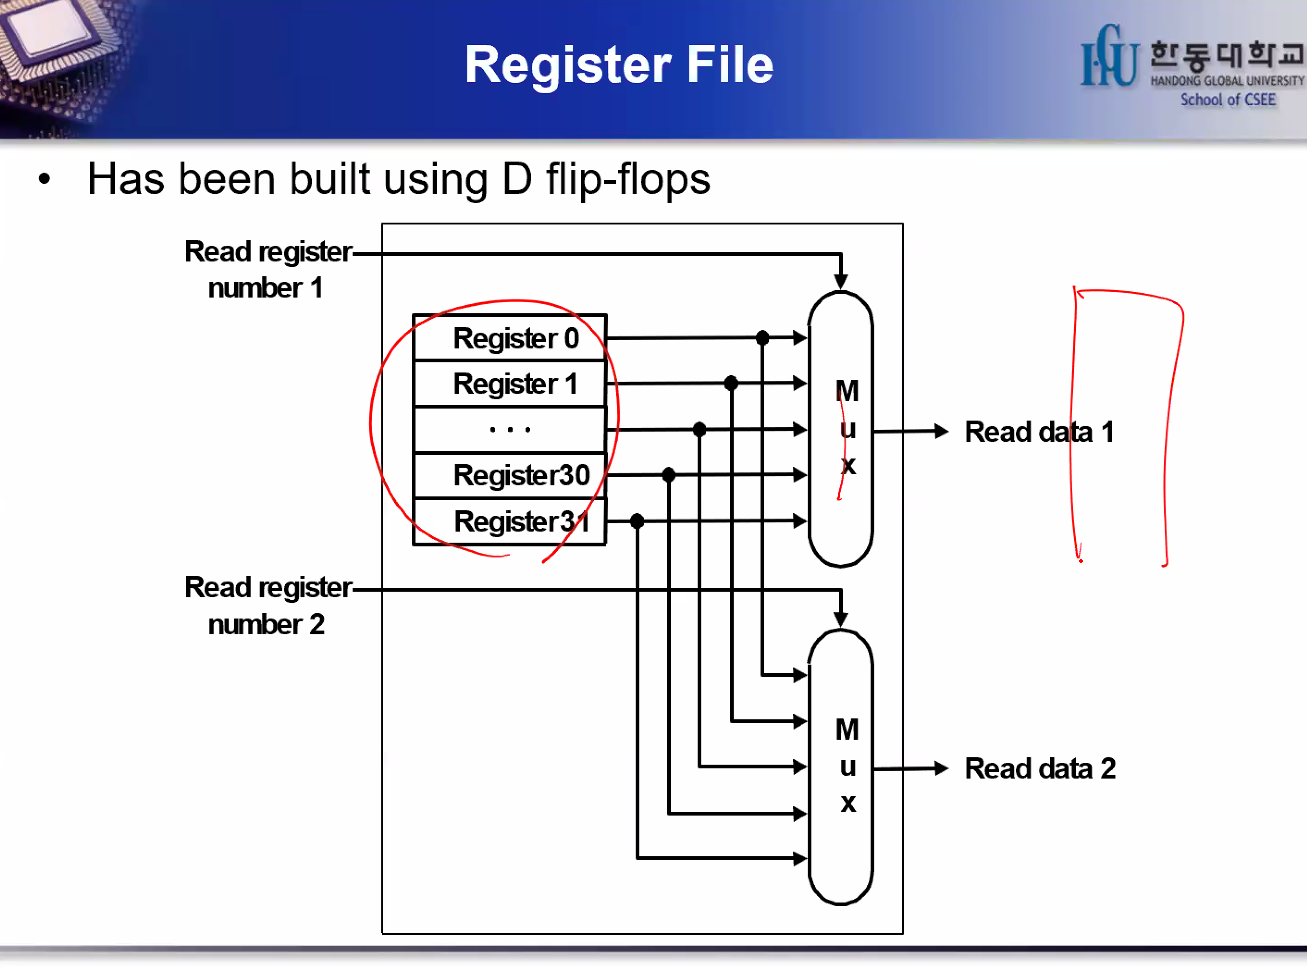 Register File
한동대학교
HANDONG GLOBAL UNIVERSITY
School of CSEE
• Has been built using D flip-flops
Read register
number 1
Register 0
Register 1
...
Register30
Register31
M
u
x
Read data 1
Read register
number 2
M
u
x
Read data 2